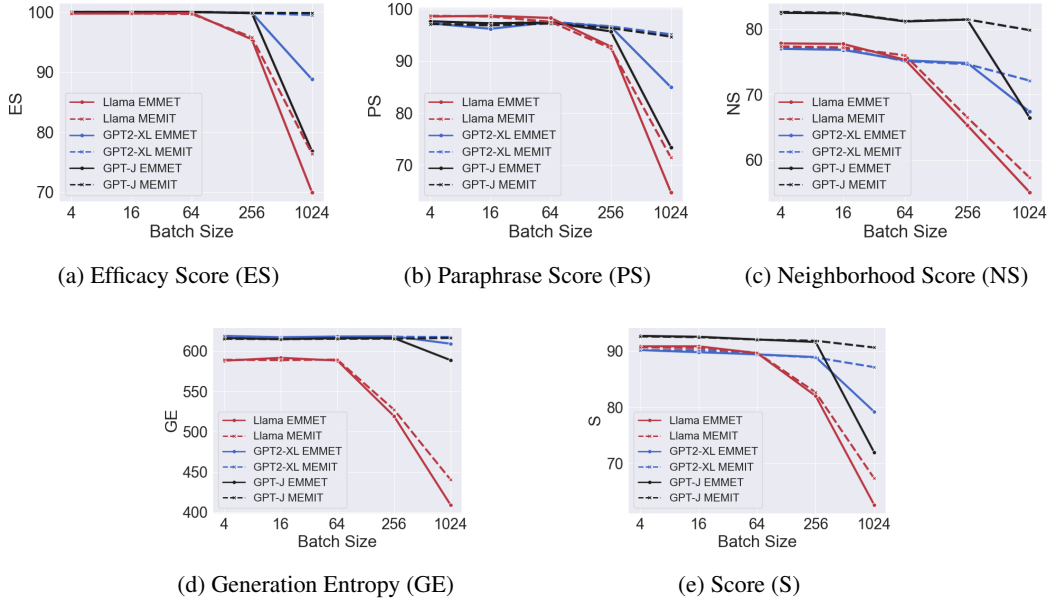 100
90
80
70
ES
Llama EMMET
Llama MEMIT
GPT2-XL EMMET
GPT2-XL MEMIT
GPT-J EMMET
GPT-J MEMIT
4 16 64 256 1024
Batch Size
(a) Efficacy Score (ES)
100
90
80
70
PS
Llama EMMET
Llama MEMIT
GPT2-XL EMMET
GPT2-XL MEMIT
GPT-J EMMET
GPT-J MEMIT
4 16 64 256 1024
Batch Size
(b) Paraphrase Score (PS)
80
70
60
NS
Llama EMMET
Llama MEMIT
GPT2-XL EMMET
GPT2-XL MEMIT
GPT-J EMMET
GPT-J MEMIT
4 16 64 256 1024
Batch Size
(c) Neighborhood Score (NS)
600
550
500
450
400
GE
Llama EMMET
Llama MEMIT
GPT2-XL EMMET
GPT2-XL MEMIT
GPT-J EMMET
GPT-J MEMIT
4 16 64 256 1024
Batch Size
(d) Generation Entropy (GE)
90
80
70
S
Llama EMMET
Llama MEMIT
GPT2-XL EMMET
GPT2-XL MEMIT
GPT-J EMMET
GPT-J MEMIT
4 16 64 256 1024
Batch Size
(e) Score (S)